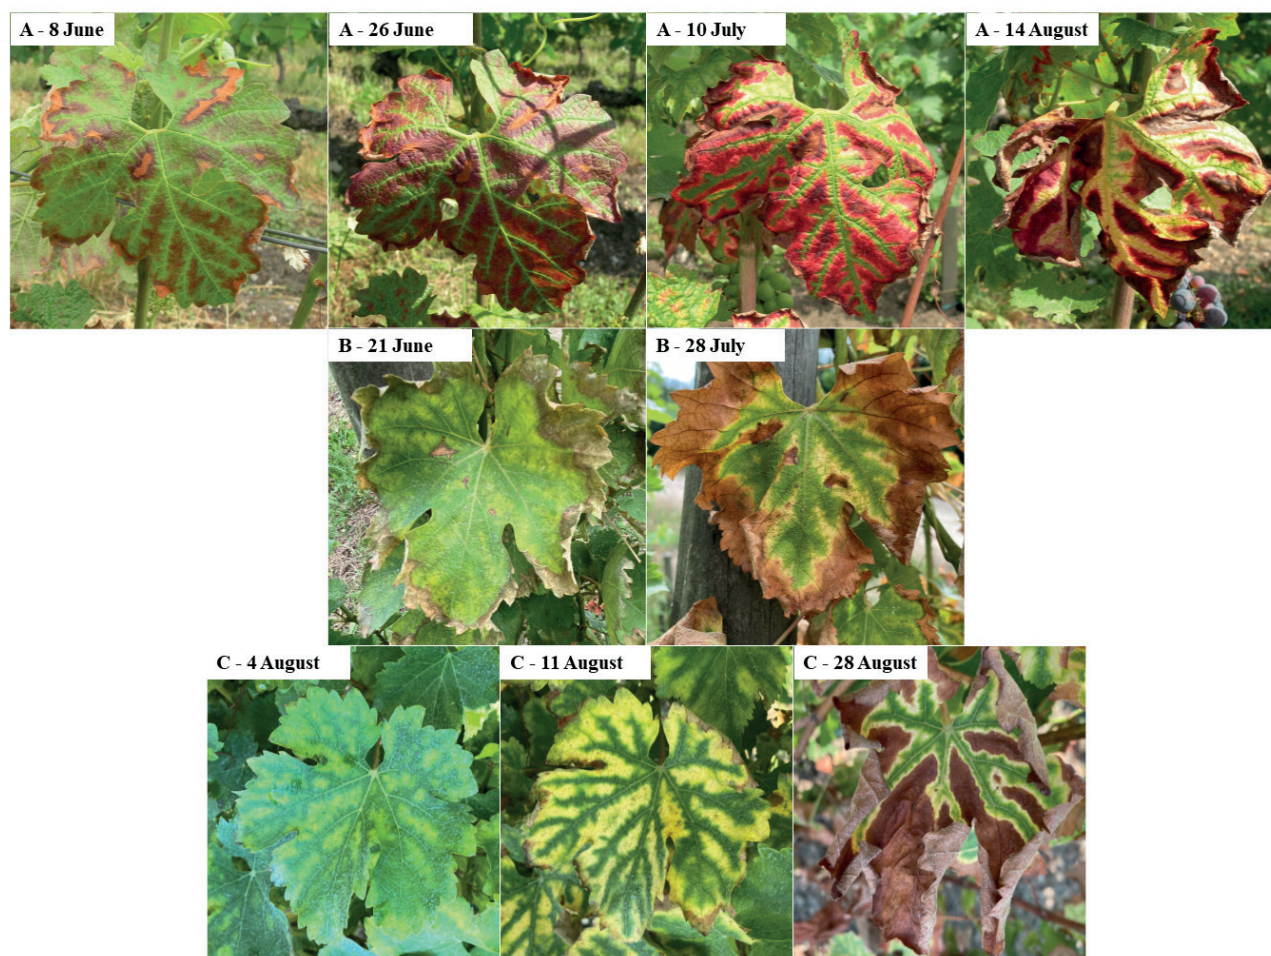 A - 8 June
A - 26 June
A - 10 July
A - 14 August
B - 21 June
B - 28 July
C - 4 August
C - 11 August
C - 28 August